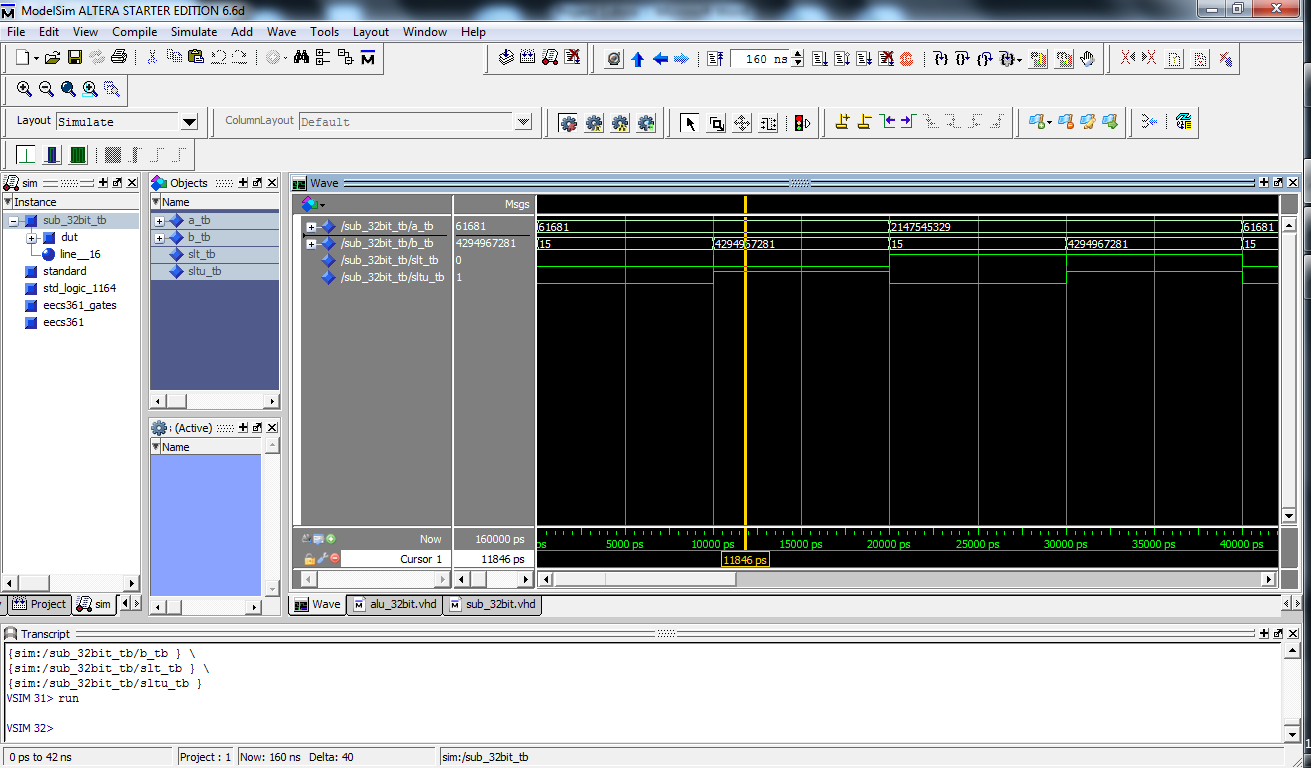 ModelSim ALTERA STARTER EDITION 6.6d
File Edit View Compile Simulate Add Wave Tools Layout Window Help
160 ns
Layout Simulate
ColumnLayout Default
sim
Instance
sub_32bit_tb
dut
line__16
standard
std_logic_1164
eecs361_gates
eecs361
Project sim
Objects
Name
a_tb
b_tb
slt_tb
sltu_tb
(Active)
Name
Wave
Msgs
/sub_32bit_tb/a_tb 61681 61681 2147545329 61681
/sub_32bit_tb/b_tb 4294967281 15 4294967281 15 4294967281 15
/sub_32bit_tb/slt_tb 0
/sub_32bit_tb/sltu_tb 1
Now 160000 ps ps 5000 ps 10000 ps 15000 ps 20000 ps 25000 ps 30000 ps 35000 ps 40000 ps
Cursor 1 11846 ps 11846 ps
Wave alu_32bit.vhd sub_32bit.vhd
Transcript
{sim:/sub_32bit_tb/b_tb } \
{sim:/sub_32bit_tb/slt_tb } \
{sim:/sub_32bit_tb/sltu_tb }
VSIM 31> run
VSIM 32>
0 ps to 42 ns Project : 1 Now: 160 ns Delta: 40 sim:/sub_32bit_tb